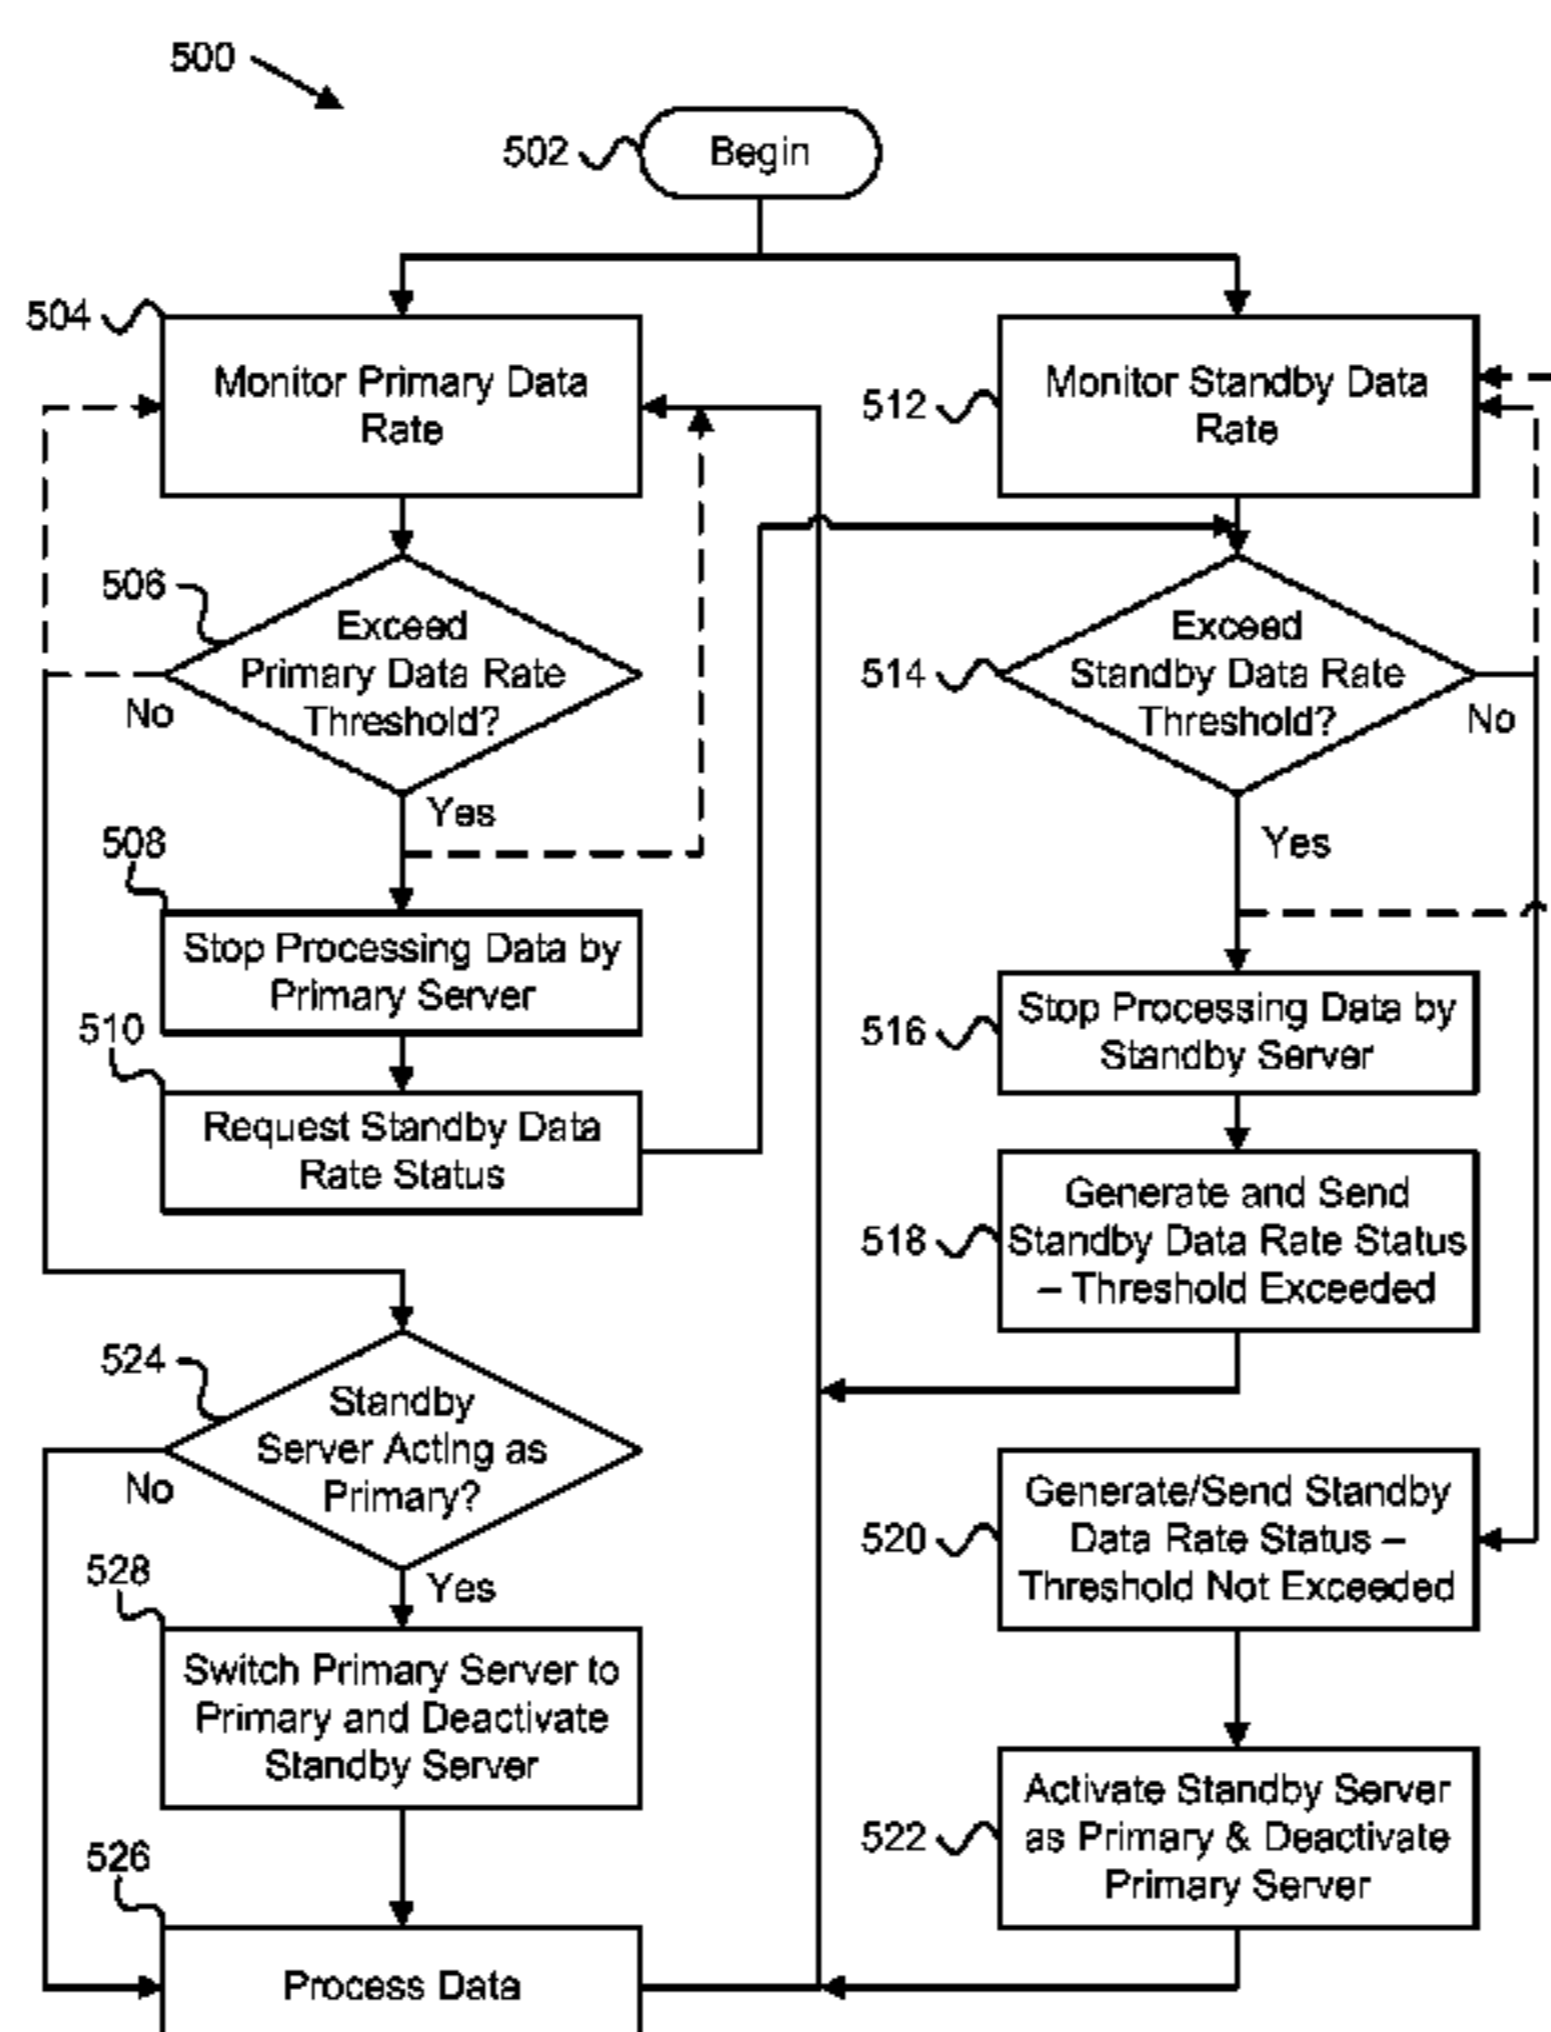 500
502
Begin
504
Monitor Primary Data
Rate
512
Monitor Standby Data
Rate
506
Exceed
Primary Data Rate
Threshold?
No
Yes
514
Exceed
Standby Data Rate
Threshold?
No
Yes
508
Stop Processing Data by
Primary Server
510
Request Standby Data
Rate Status
516
Stop Processing Data by
Standby Server
518
Generate and Send
Standby Data Rate Status
– Threshold Exceeded
524
Standby
Server Acting as
Primary?
No
Yes
520
Generate/Send Standby
Data Rate Status –
Threshold Not Exceeded
528
Switch Primary Server to
Primary and Deactivate
Standby Server
522
Activate Standby Server
as Primary & Deactivate
Primary Server
526
Process Data